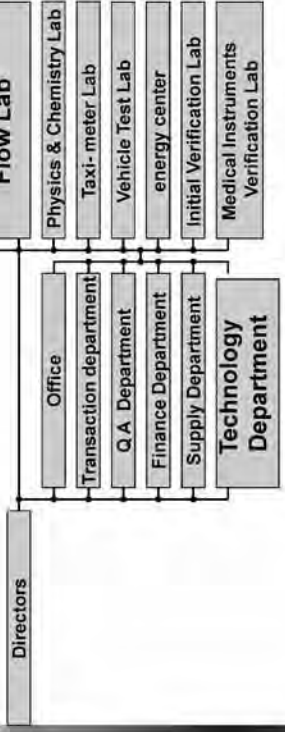 Directors
Office
Transaction department
Q A Department
Finance Department
Supply Department
Technology
Department
Flow Lab
Physics & Chemistry Lab
Taxi- meter Lab
Vehicle Test Lab
energy center
Initial Verification Lab
Medical Instruments
Verification Lab